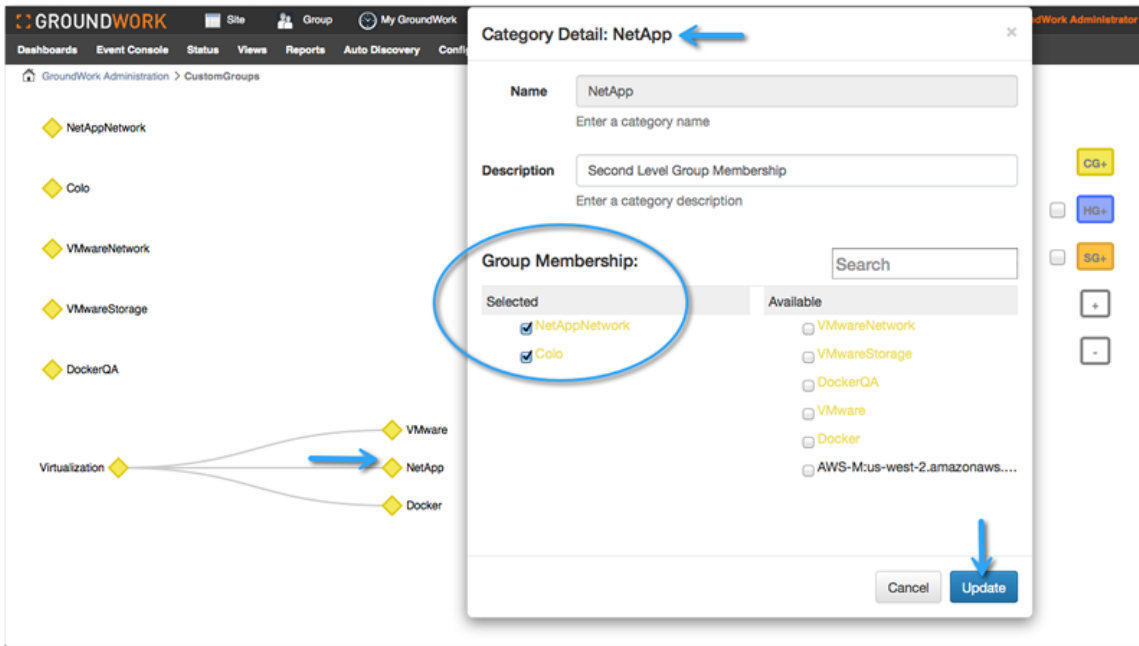 GROUNDWORK Site Group My GroundWork dWork Administrator
Dashboards Event Console Status Views Reports Auto Discovery Confi
GroundWork Administration > CustomGroups
NetAppNetwork
Colo
VMwareNetwork
VMwareStorage
DockerQA
Virtualization
VMware
NetApp
Docker
Category Detail: NetApp ×
Name NetApp
Enter a category name
Description Second Level Group Membership
Enter a category description
Group Membership: Search
Selected Available
NetAppNetwork VMwareNetwork
Colo VMwareStorage
DockerQA
VMware
Docker
AWS-M:us-west-2.amazonaws....
Cancel Update
CG+
HG+
SG+
+
-